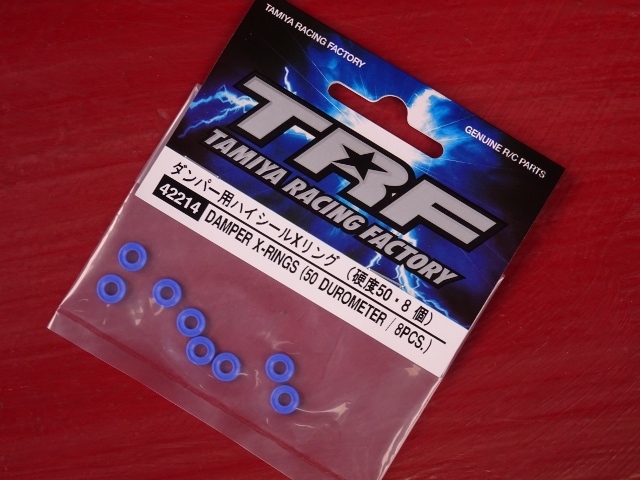 TAMIYA RACING FACTORY
GENUINE R/C PARTS
TRF
TAMIYA RACING FACTORY
ダンパー用ハイシールXリング (硬度50・8 個)
42214 DAMPER X-RINGS (50 DUROMETER / 8PCS.)